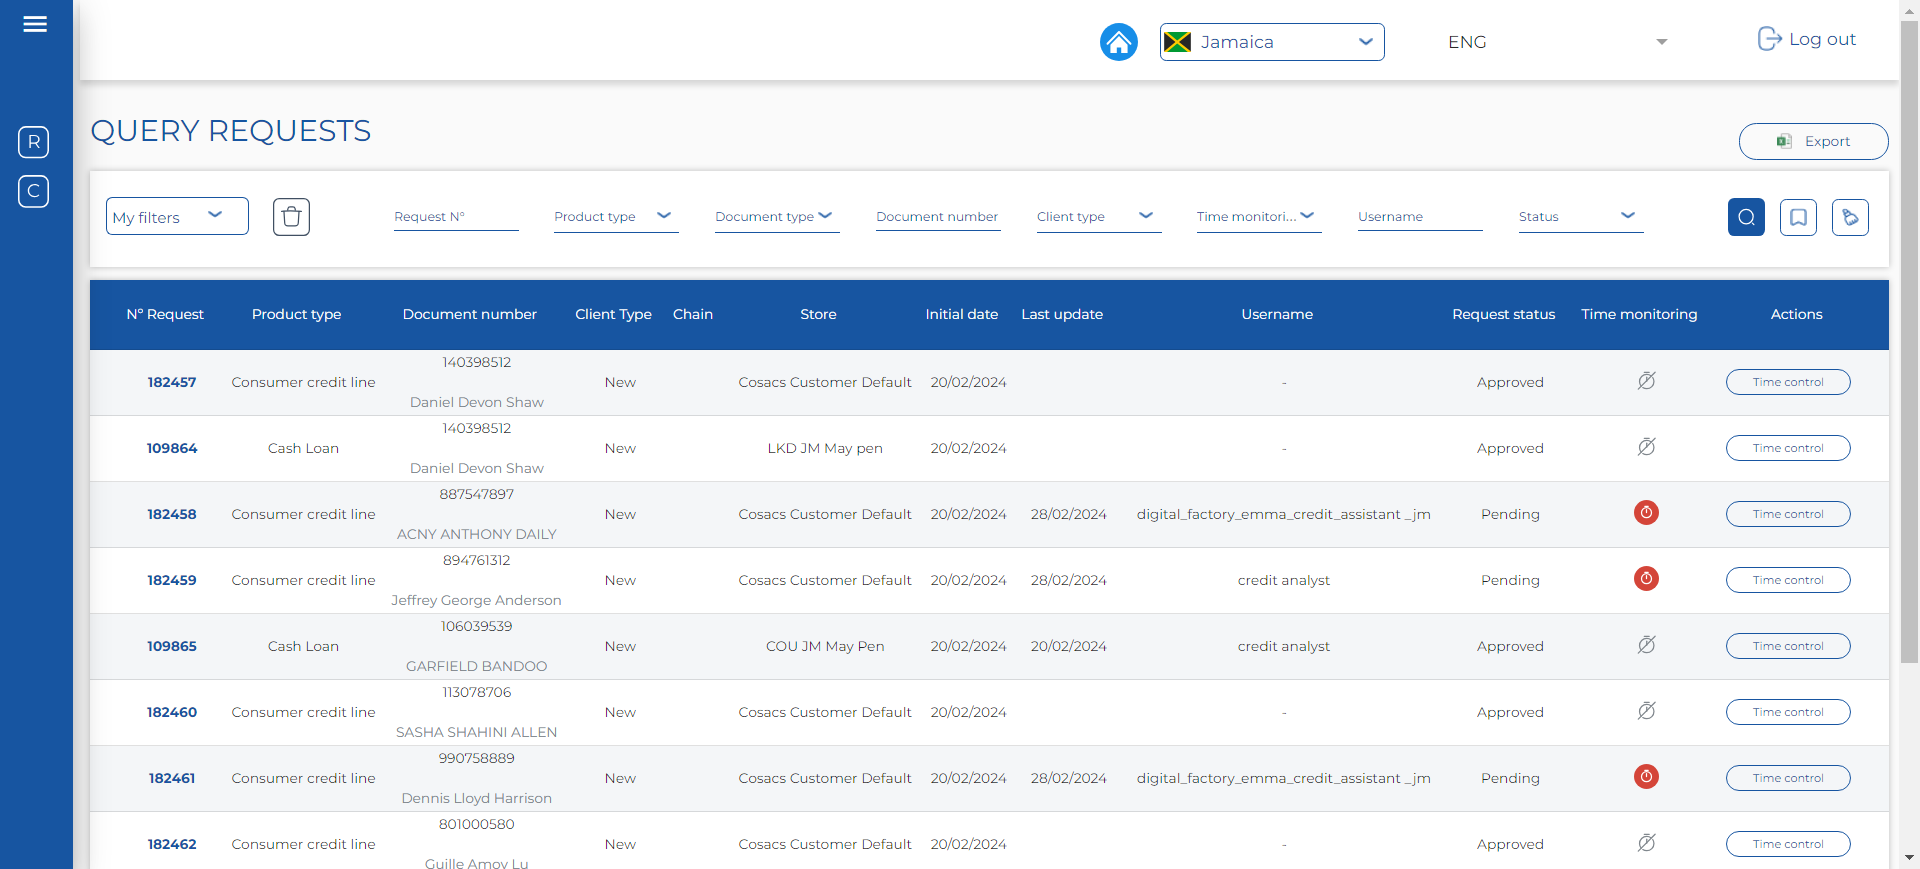 Jamaica
ENG
Log out
R
C
QUERY REQUESTS
Export
My filters
Request N°
Product type
Document type
Document number
Client type
Time monitori...
Username
Status
Nº Request Product type Document number Client Type Chain Store Initial date Last update Username Request status Time monitoring Actions
140398512
182457 Consumer credit line New Cosacs Customer Default 20/02/2024 - Approved Time control
Daniel Devon Shaw
140398512
109864 Cash Loan New LKD JM May pen 20/02/2024 - Approved Time control
Daniel Devon Shaw
887547897
182458 Consumer credit line New Cosacs Customer Default 20/02/2024 28/02/2024 digital_factory_emma_credit_assistant _jm Pending Time control
ACNY ANTHONY DAILY
894761312
182459 Consumer credit line New Cosacs Customer Default 20/02/2024 28/02/2024 credit analyst Pending Time control
Jeffrey George Anderson
106039539
109865 Cash Loan New COU JM May Pen 20/02/2024 20/02/2024 credit analyst Approved Time control
GARFIELD BANDOO
113078706
182460 Consumer credit line New Cosacs Customer Default 20/02/2024 - Approved Time control
SASHA SHAHINI ALLEN
990758889
182461 Consumer credit line New Cosacs Customer Default 20/02/2024 28/02/2024 digital_factory_emma_credit_assistant _jm Pending Time control
Dennis Lloyd Harrison
801000580
182462 Consumer credit line New Cosacs Customer Default 20/02/2024 - Approved Time control
Guille Amoy Lu